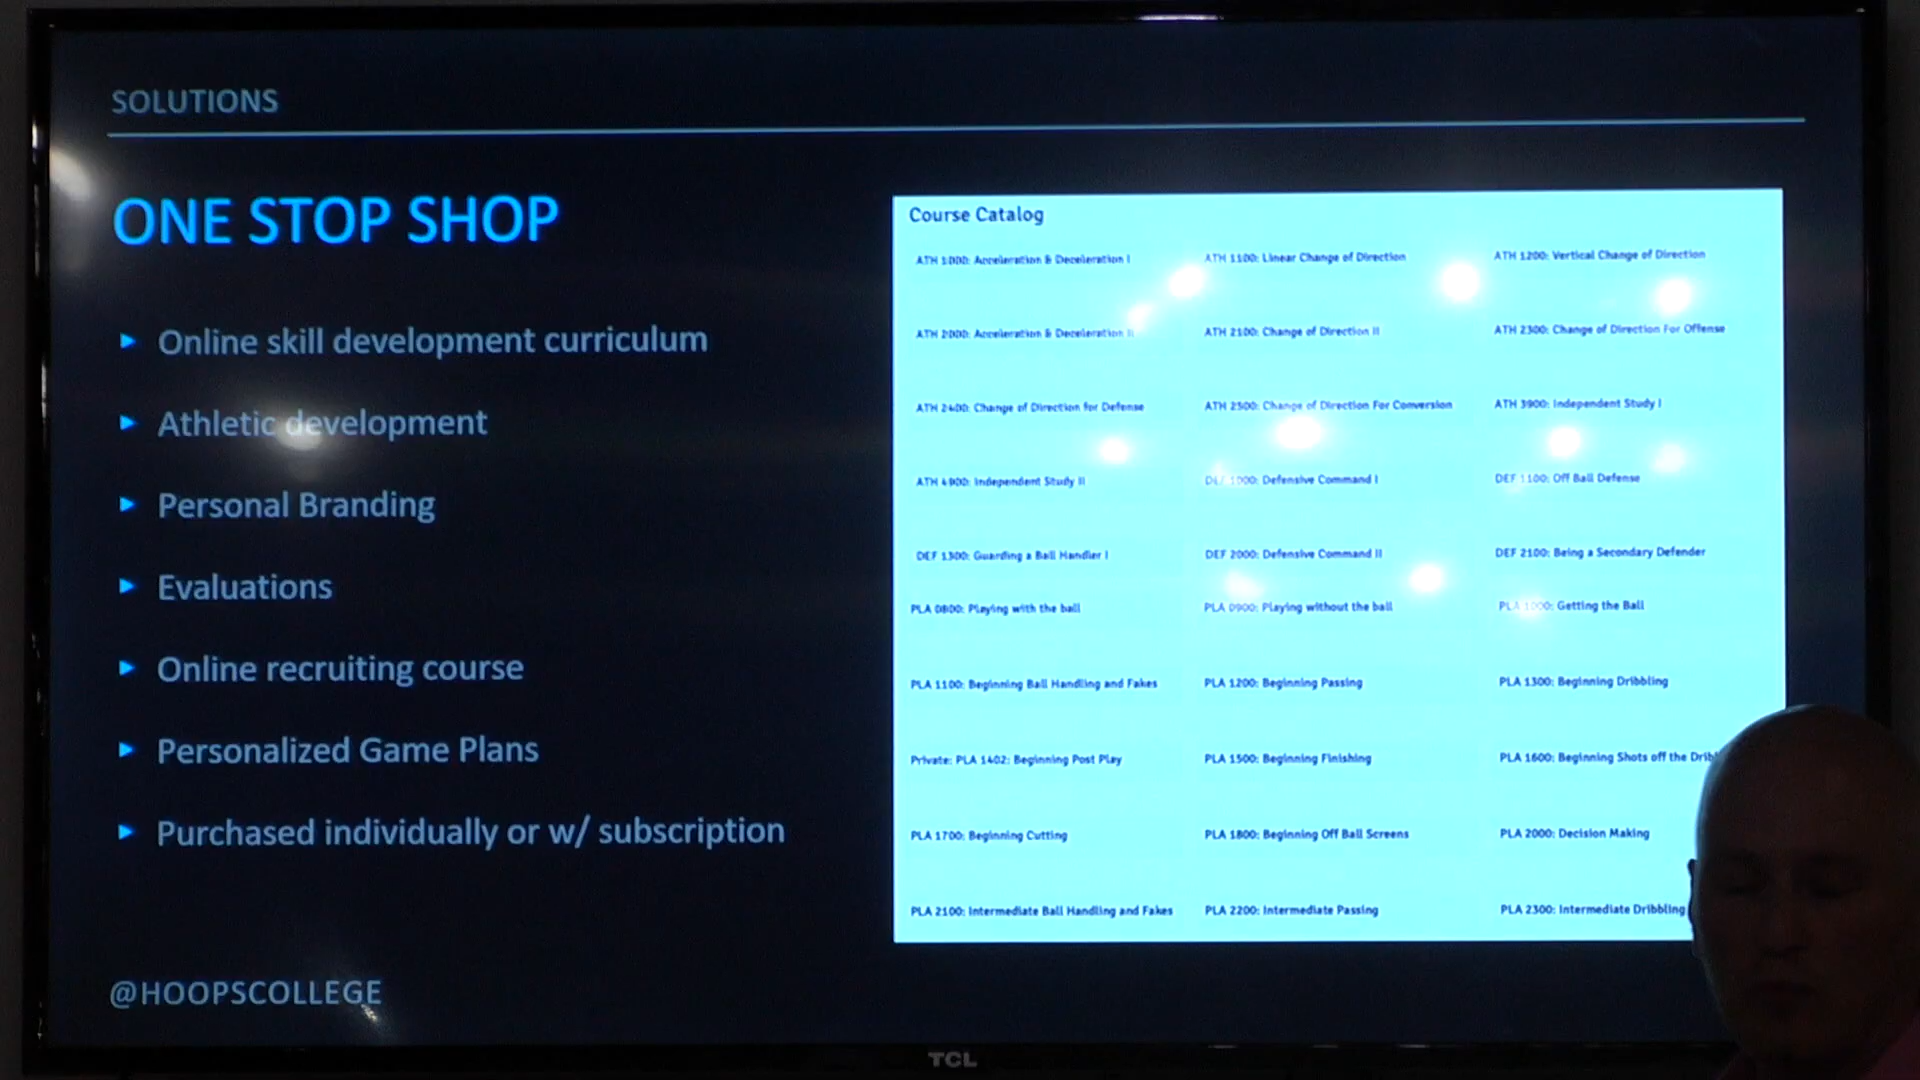 SOLUTIONS
ONE STOP SHOP
Online skill development curriculum
Athletic development
Personal Branding
Evaluations
Online recruiting course
Personalized Game Plans
Purchased individually or w/ subscription
@HOOPSCOLLEGE
Course Catalog
ATH 1000: Acceleration & Deceleration I
ATH 1100: Linear Change of Direction
ATH 1200: Vertical Change of Direction
ATH 2000: Acceleration & Deceleration II
ATH 2100: Change of Direction II
ATH 2300: Change of Direction For Offense
ATH 2400: Change of Direction for Defense
ATH 2500: Change of Direction For Conversion
ATH 3900: Independent Study I
ATH 4900: Independent Study II
DEF 1000: Defensive Command I
DEF 1100: Off Ball Defense
DEF 1300: Guarding a Ball Handler I
DEF 2000: Defensive Command II
DEF 2100: Being a Secondary Defender
PLA 0800: Playing with the ball
PLA 0900: Playing without the ball
PLA 1000: Getting the Ball
PLA 1100: Beginning Ball Handling and Fakes
PLA 1200: Beginning Passing
PLA 1300: Beginning Dribbling
Private: PLA 1402: Beginning Post Play
PLA 1500: Beginning Finishing
PLA 1600: Beginning Shots off the
PLA 1700: Beginning Cutting
PLA 1800: Beginning Off Ball Screens
PLA 2000: Decision Making
PLA 2100: Intermediate Ball Handling and Fakes
PLA 2200: Intermediate Passing
PLA 2300: Intermediate Dribbling
TCL